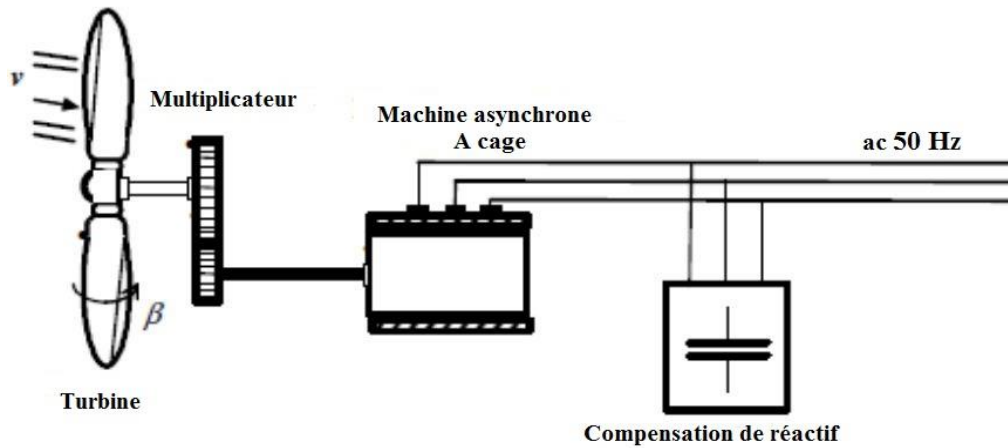 v
Multiplicateur
Machine asynchrone
A cage
ac 50 Hz
β
Turbine
Compensation de réactif